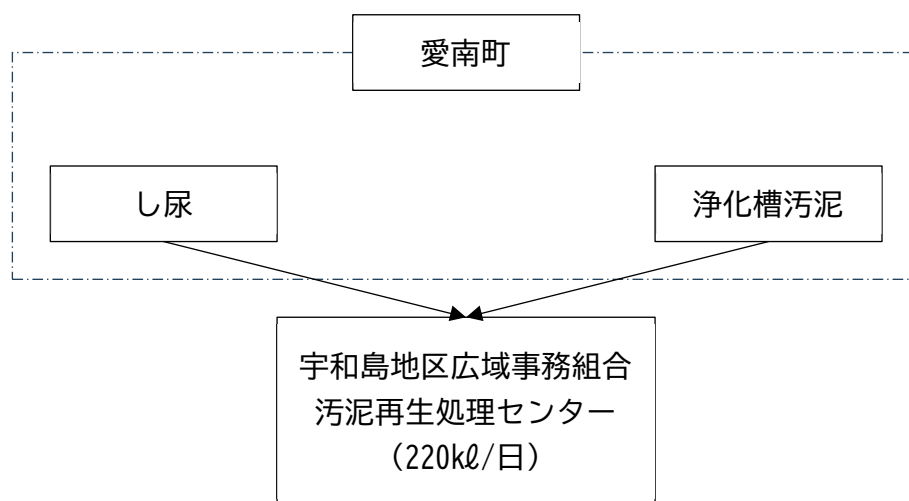 愛南町
し尿
浄化槽汚泥
宇和島地区広域事務組合
汚泥再生処理センター
（220kℓ/日）